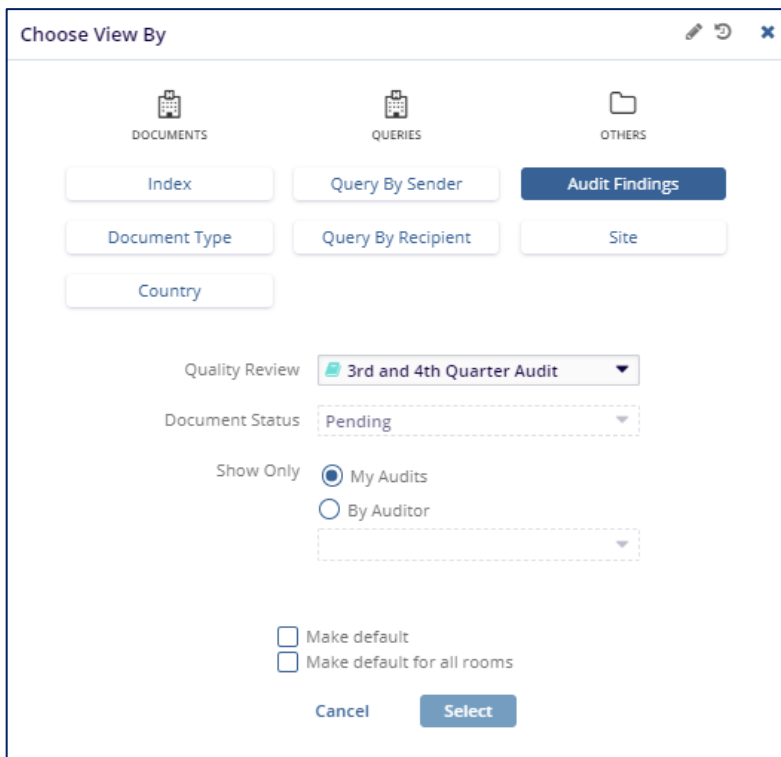 Choose View By
DOCUMENTS QUERIES OTHERS
Index Query By Sender Audit Findings
Document Type Query By Recipient Site
Country
Quality Review 3rd and 4th Quarter Audit
Document Status Pending
Show Only My Audits
By Auditor
Make default
Make default for all rooms
Cancel Select